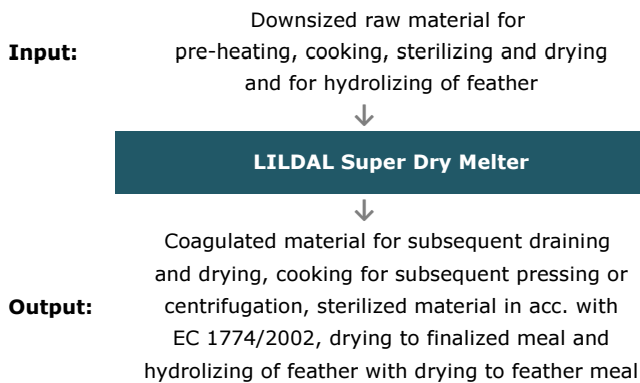 Downsized raw material for
Input: pre-heating, cooking, sterilizing and drying
and for hydrolizing of feather
↓
LILDAL Super Dry Melter
↓
Coagulated material for subsequent draining
and drying, cooking for subsequent pressing or
Output: centrifugation, sterilized material in acc. with
EC 1774/2002, drying to finalized meal and
hydrolizing of feather with drying to feather meal